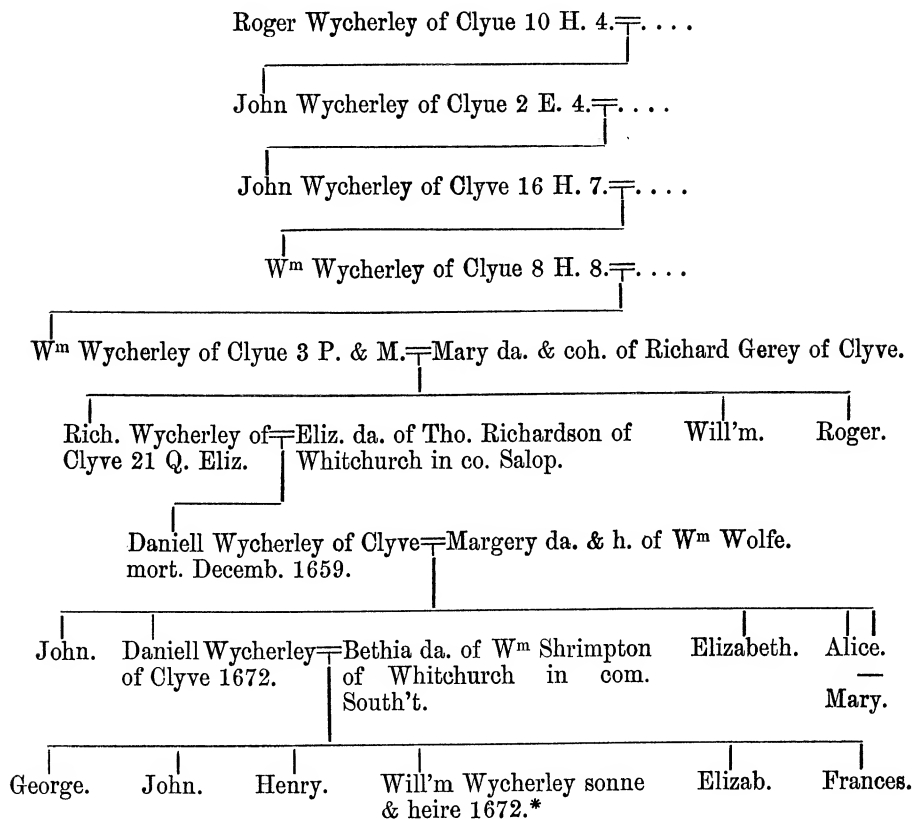 Roger Wycherley of Clyue 10 H. 4.=. . . .
John Wycherley of Clyue 2 E. 4.=. . . .
John Wycherley of Clyve 16 H. 7.=. . . .
Wᵐ Wycherley of Clyue 8 H. 8.=. . . .
Wᵐ Wycherley of Clyue 3 P. & M.=Mary da. & coh. of Richard Gerey of Clyve.
Rich. Wycherley of=Eliz. da. of Tho. Richardson of Will'm. Roger.
Clyve 21 Q. Eliz. Whitchurch in co. Salop.
Daniell Wycherley of Clyve=Margery da. & h. of Wᵐ Wolfe.
mort. Decemb. 1659.
John. Daniell Wycherley=Bethia da. of Wᵐ Shrimpton Elizabeth. Alice.
of Clyve 1672. of Whitchurch in com. —
South't. Mary.
George. John. Henry. Will'm Wycherley sonne Elizab. Frances.
& heire 1672.*